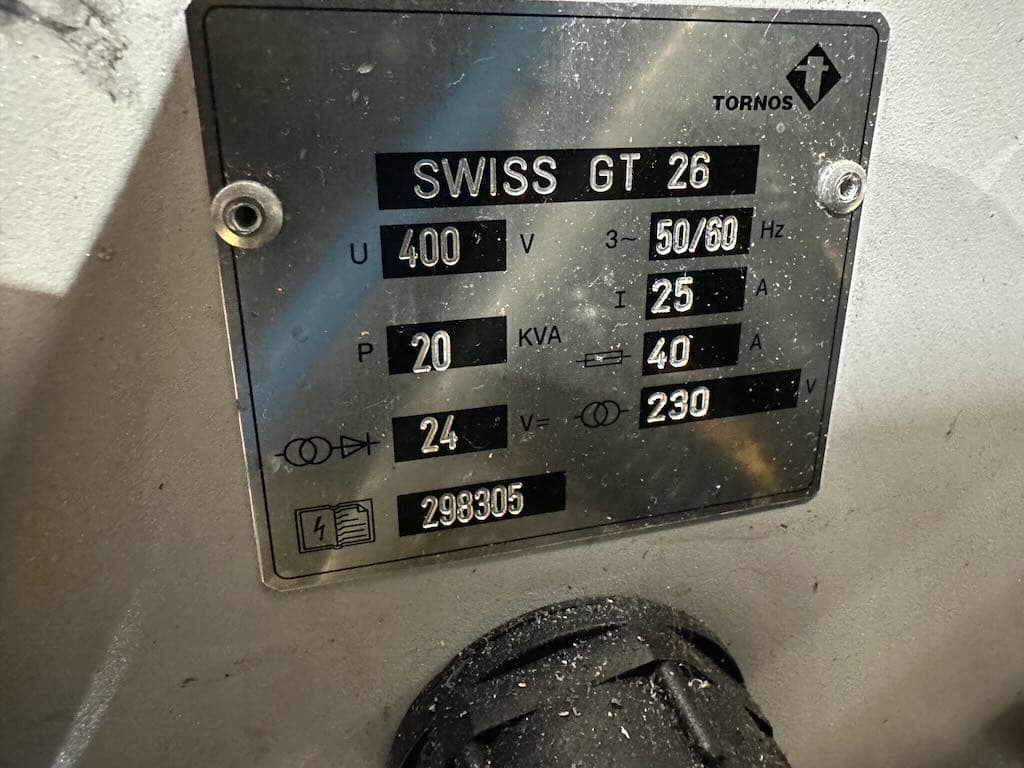 TORNOS
SWISS GT 26
U 400 V 3~ 50/60 Hz
I 25 A
P 20 KVA 40 A
24 V= 230 V
298305